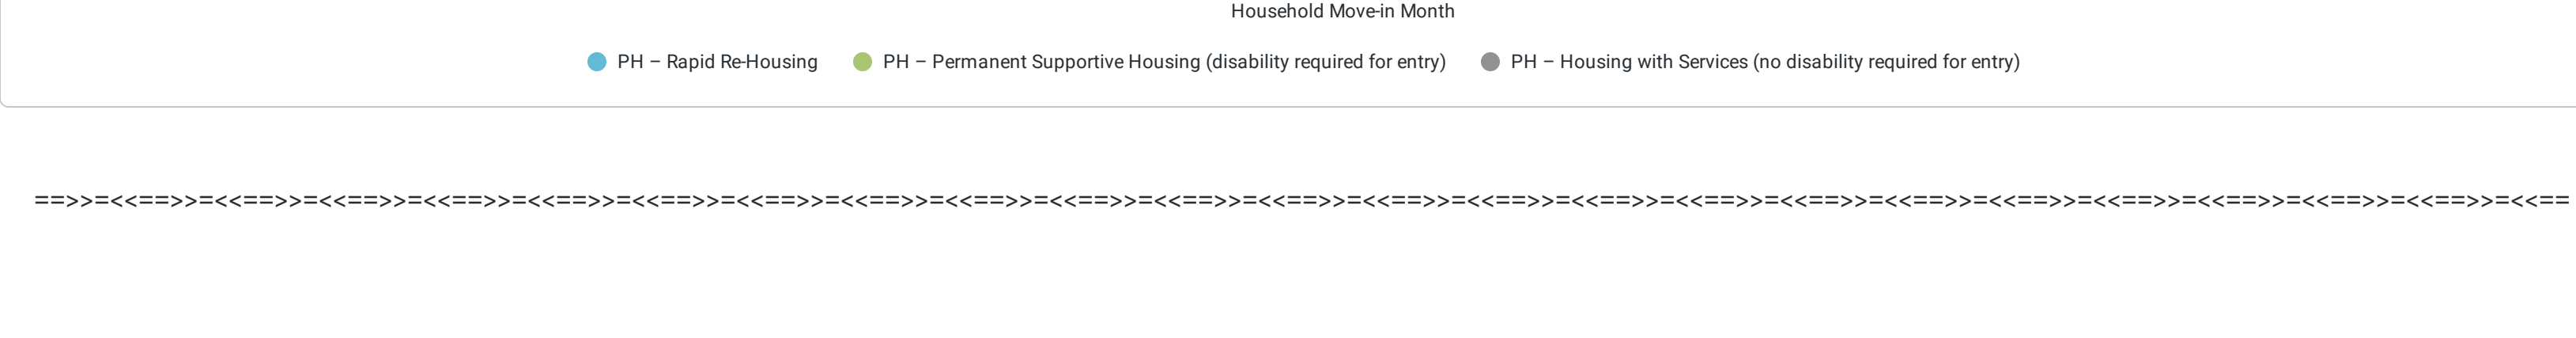 Household Move-in Month
PH – Rapid Re-Housing PH – Permanent Supportive Housing (disability required for entry) PH – Housing with Services (no disability required for entry)
==>>=<<==>>=<<==>>=<<==>>=<<==>>=<<==>>=<<==>>=<<==>>=<<==>>=<<==>>=<<==>>=<<==>>=<<==>>=<<==>>=<<==>>=<<==>>=<<==>>=<<==>>=<<==>>=<<==>>=<<==>>=<<==>>=<<==>>=<<==>>=<<==